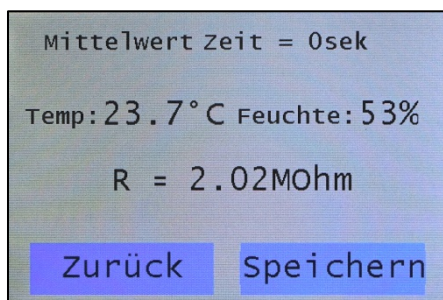 Mittelwert Zeit = 0sek
Temp:23.7°C Feuchte:53%
R = 2.02MOhm
Zurück Speichern